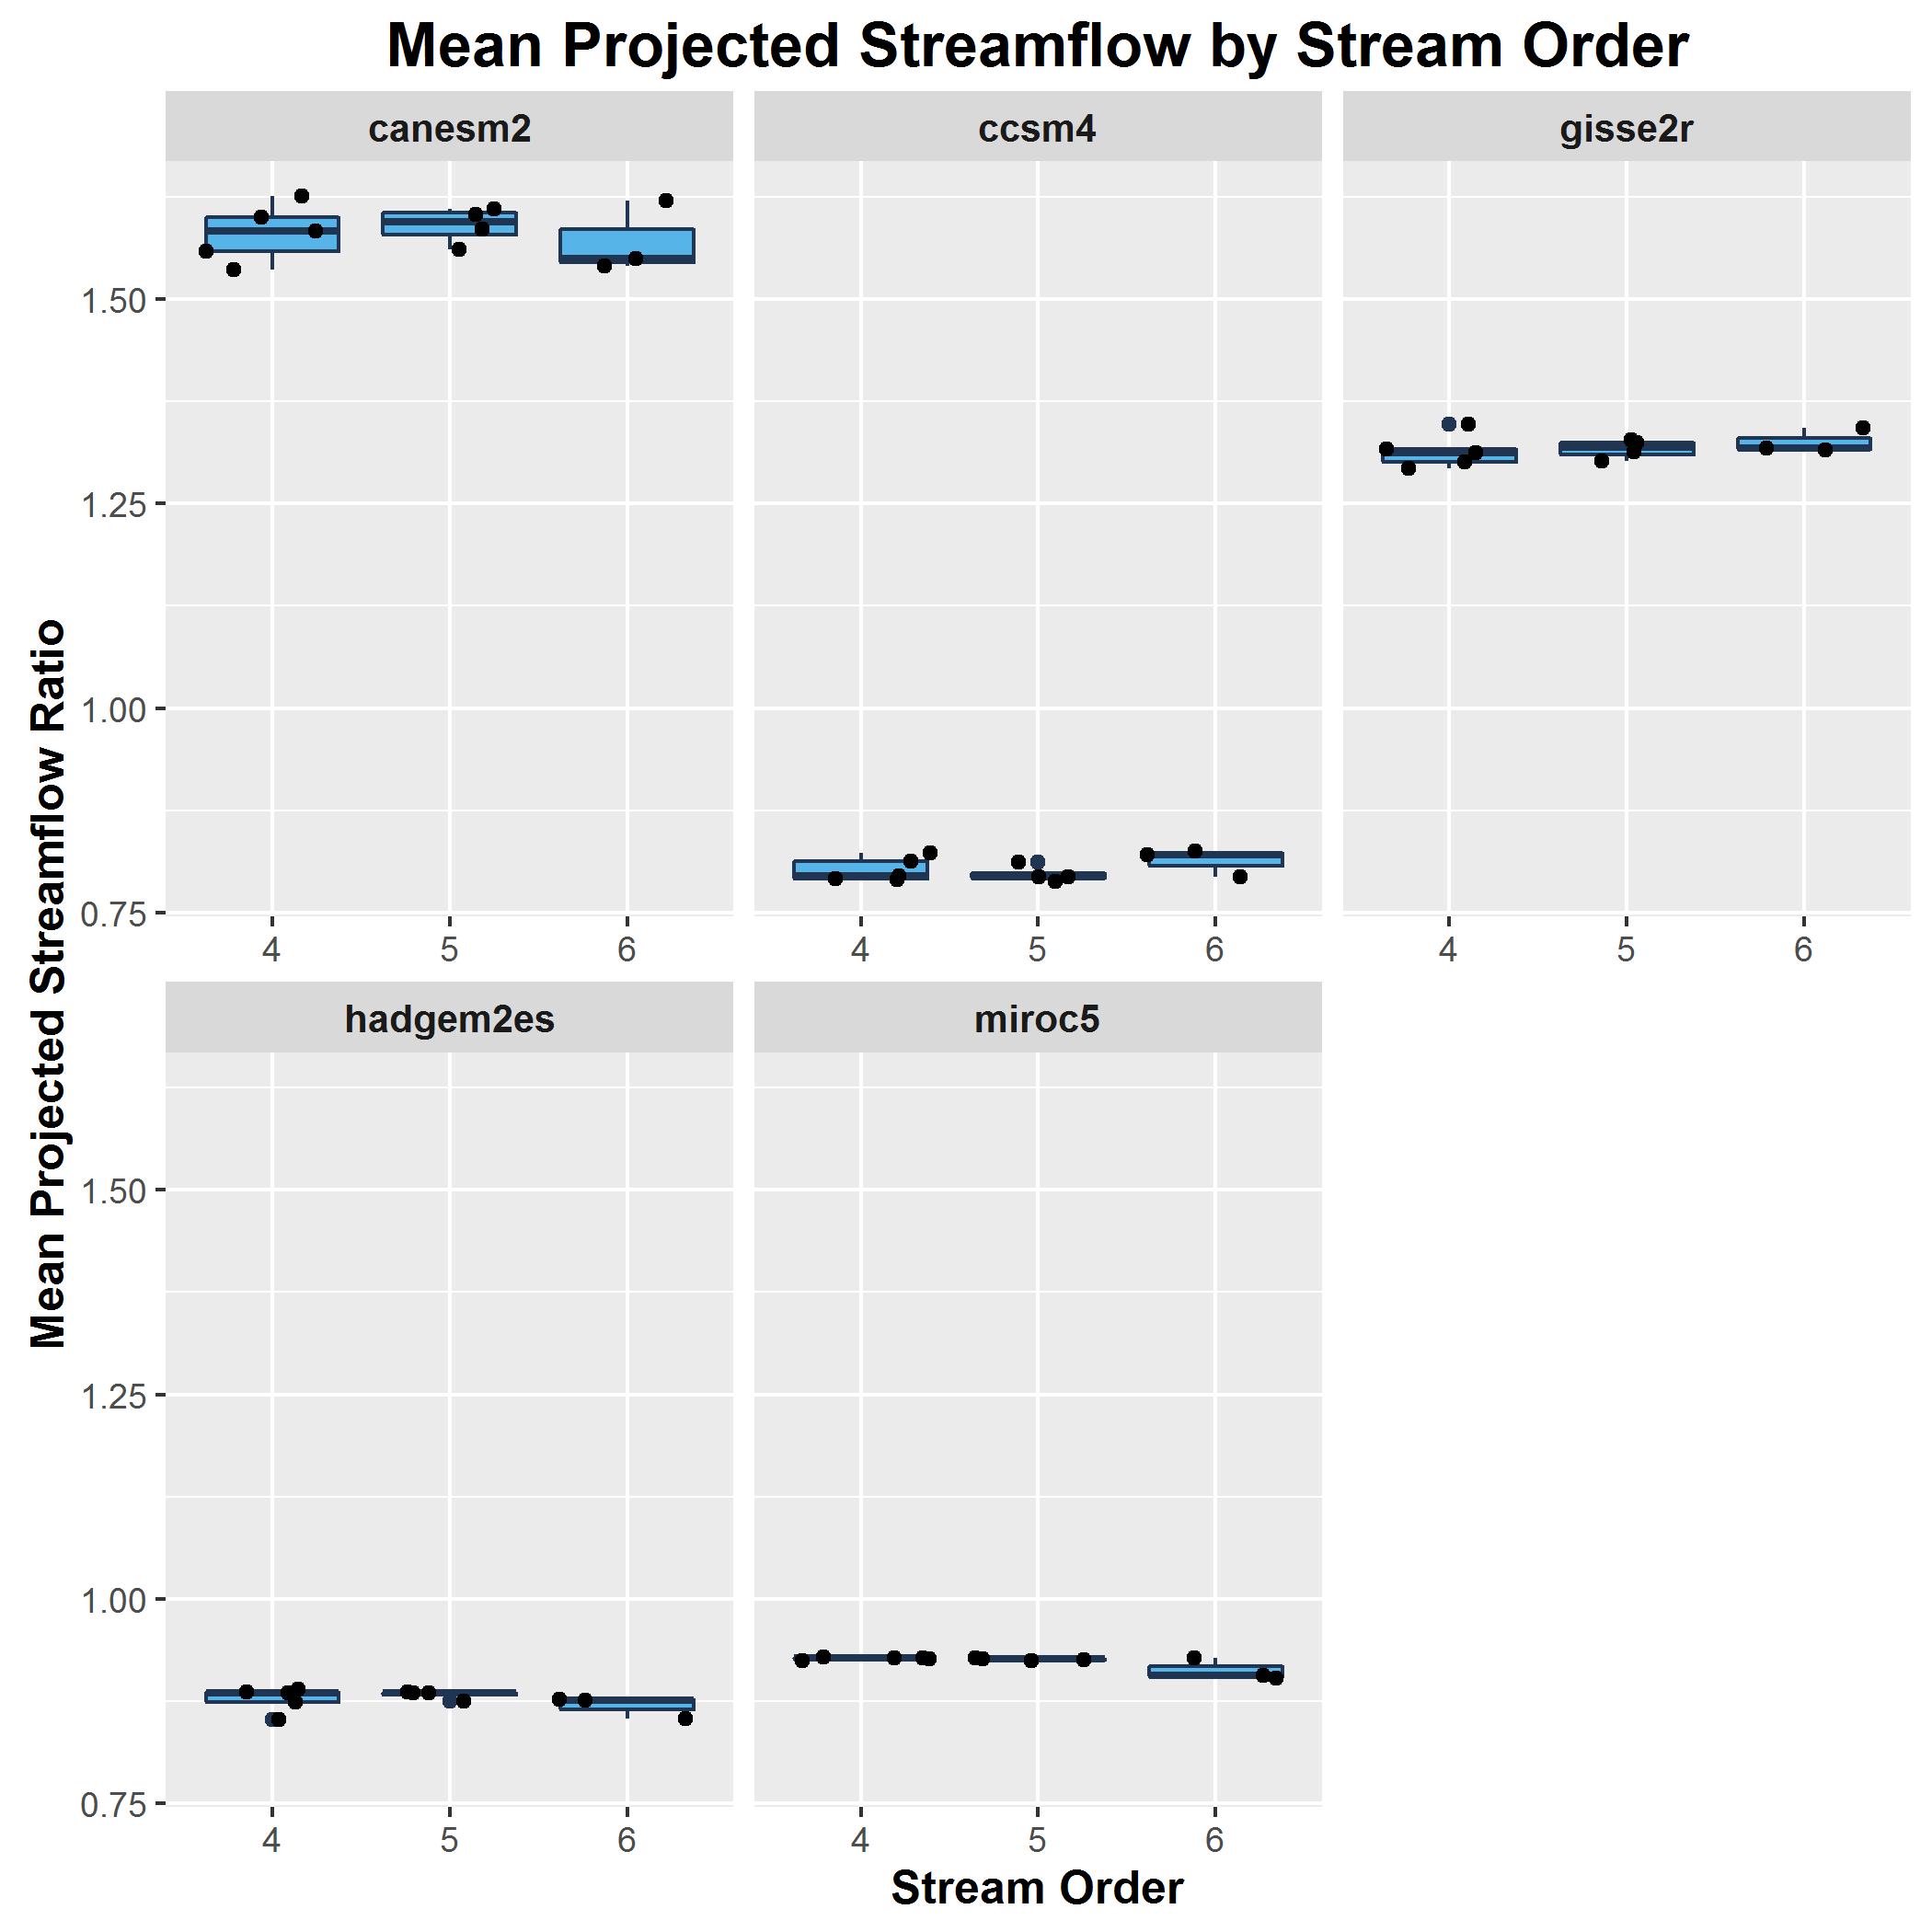 Mean Projected Streamflow by Stream Order
canesm2
ccsm4
gisse2r
1.50
1.25
1.00
0.75
4 5 6
4 5 6
4 5 6
hadgem2es
miroc5
1.50
1.25
1.00
0.75
4 5 6
4 5 6
Stream Order
Mean Projected Streamflow Ratio